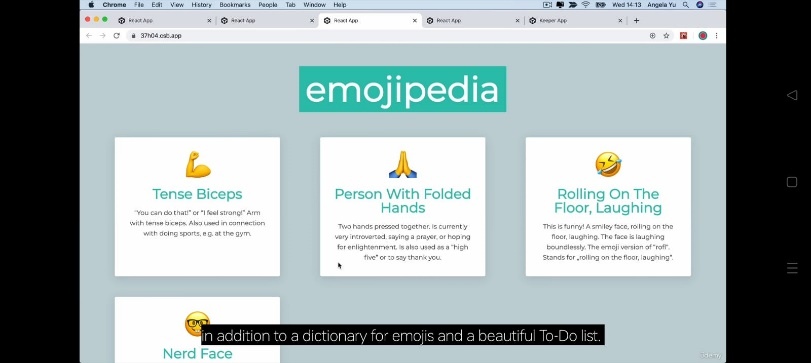 Chrome File Edit View History Bookmarks People Tab Window Help
Wed 14:13 Angela Yu
React App
React App
React App
React App
Keeper App
37h04.csb.app
emojipedia
Tense Biceps
"You can do that!" or "I feel strong!" Arm
with tense biceps. Also used in connection
with doing sports, e.g. at the gym.
Person With Folded
Hands
Two hands pressed together. Is currently
very introverted, saying a prayer, or hoping
for enlightenment. Is also used as a "high
five" or to say thank you.
Rolling On The
Floor, Laughing
This is funny! A smiley face, rolling on the
floor, laughing. The face is laughing
boundlessly. The emoji version of "rofl".
Stands for „rolling on the floor, laughing".
In addition to a dictionary for emojis and a beautiful To-Do list.
Nerd Face
Udemy